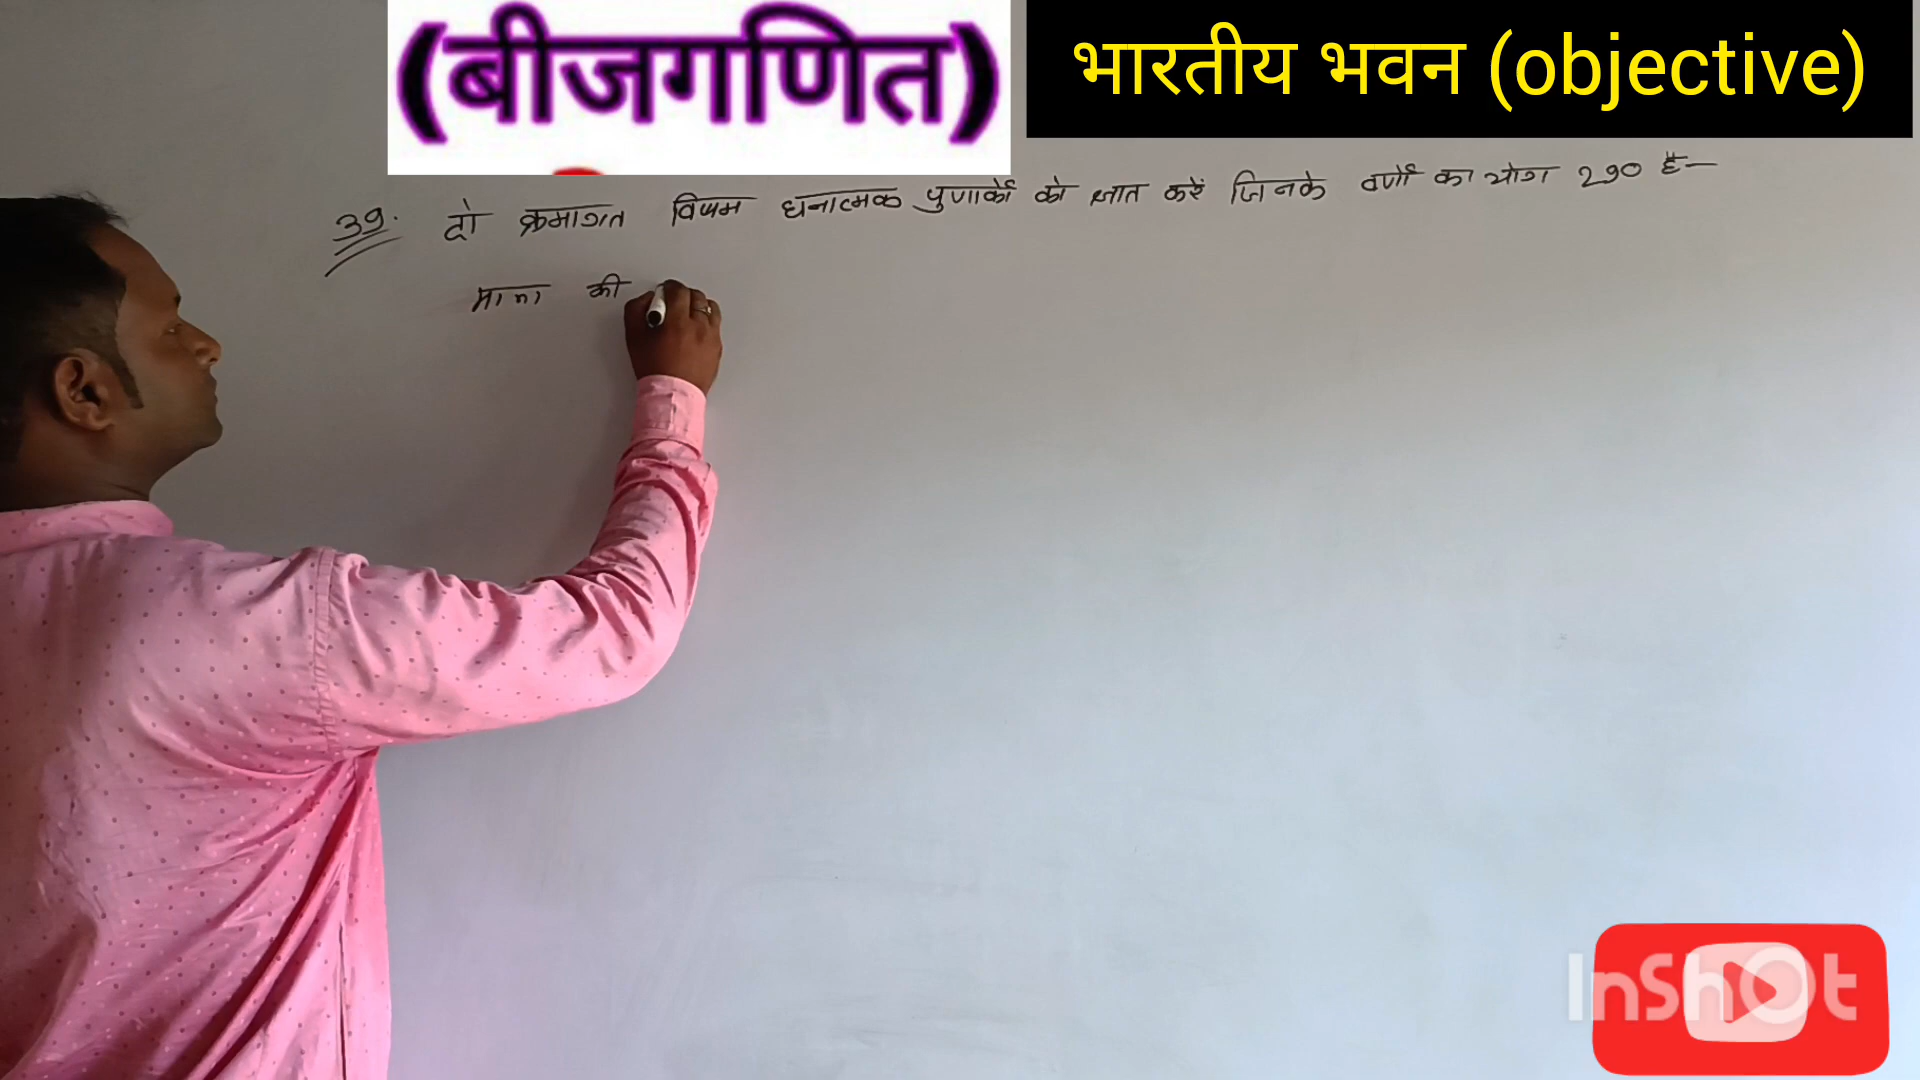 (बीजगणित)
भारतीय भवन (objective)
39. दो क्रमागत विषम धनात्मक पुणाकों को ज्ञात करें जिनके वर्गों का योग 290 है-
माना की
InShOt